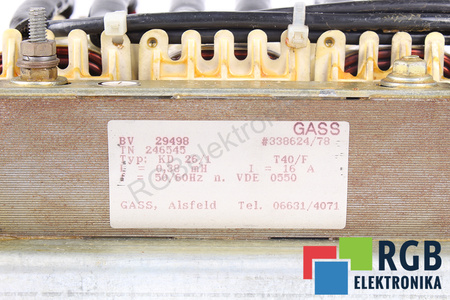 GASS
BV 29498 #338624/78
TN 246545
Typ: KD 26,1 T40/F
L = 0,38 mH I = 16 A
f = 50/60Hz n. VDE 0550
GASS, Alsfeld Tel. 06631/4071
RGBElektronika
RGB
ELEKTRONIKA